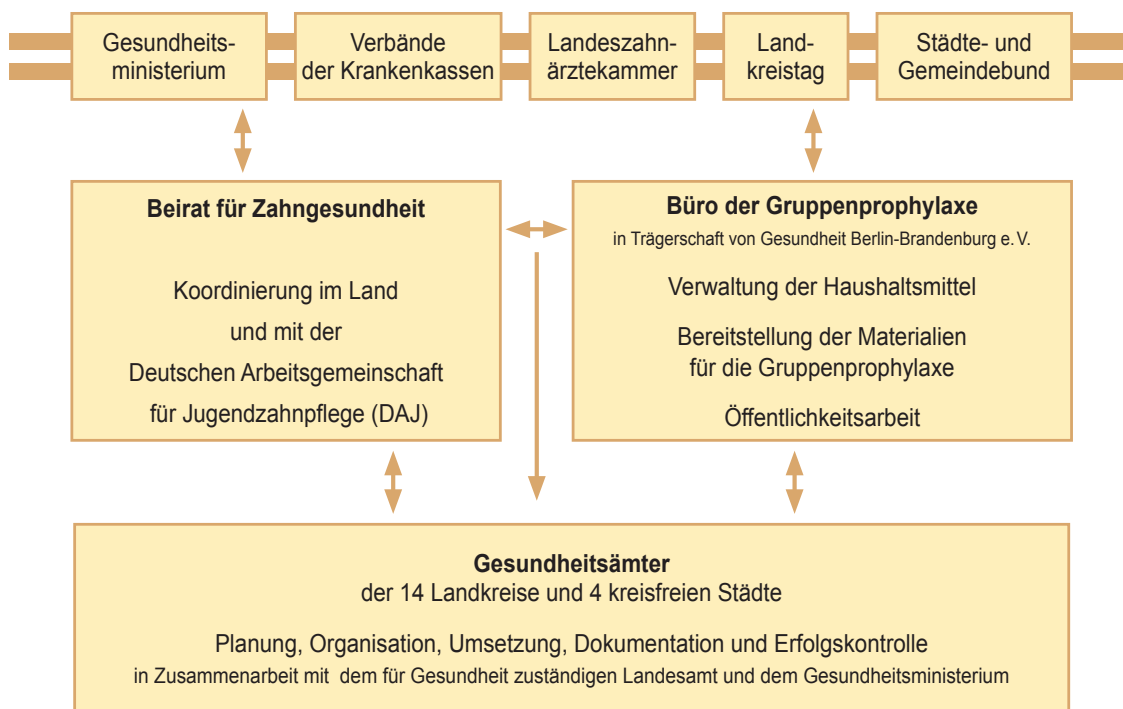 Gesundheits-
ministerium
Verbände
der Krankenkassen
Landeszahn-
ärztekammer
Land-
kreistag
Städte- und
Gemeindebund
Beirat für Zahngesundheit
Koordinierung im Land
und mit der
Deutschen Arbeitsgemeinschaft
für Jugendzahnpflege (DAJ)
Büro der Gruppenprophylaxe
in Trägerschaft von Gesundheit Berlin-Brandenburg e. V.
Verwaltung der Haushaltsmittel
Bereitstellung der Materialien
für die Gruppenprophylaxe
Öffentlichkeitsarbeit
Gesundheitsämter
der 14 Landkreise und 4 kreisfreien Städte
Planung, Organisation, Umsetzung, Dokumentation und Erfolgskontrolle
in Zusammenarbeit mit dem für Gesundheit zuständigen Landesamt und dem Gesundheitsministerium